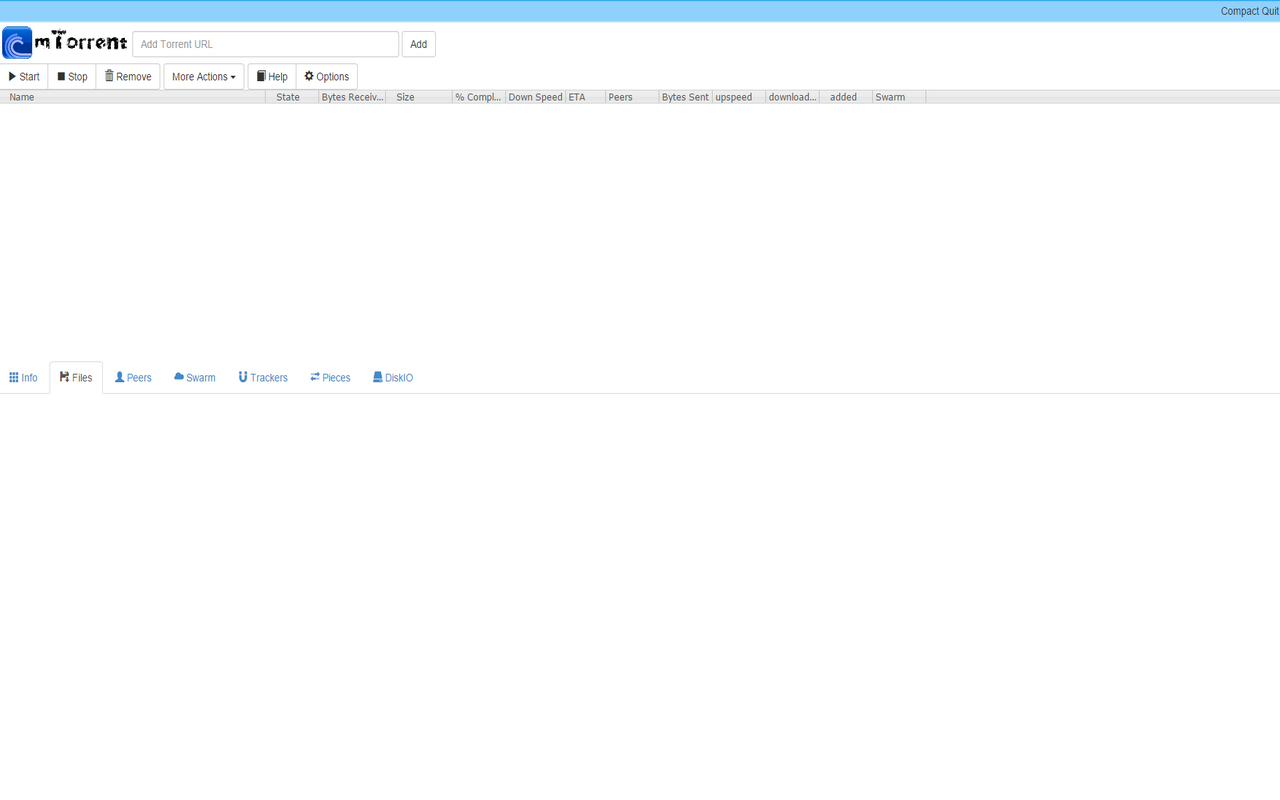 Compact Quit
mTorrent Add Torrent URL Add
Start Stop Remove More Actions Help Options
Name State Bytes Receiv... Size % Compl... Down Speed ETA Peers Bytes Sent upspeed download... added Swarm
Info Files Peers Swarm Trackers Pieces DiskIO